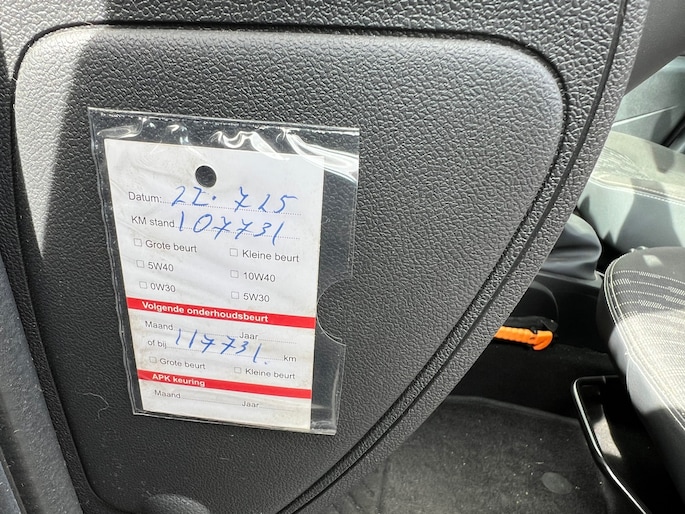 Datum: 22.7 25
KM stand 107731
☐ Grote beurt ☐ Kleine beurt
☐ 5W40 ☐ 10W40
☐ 0W30 ☐ 5W30
Volgende onderhoudsbeurt
Maand Jaar
of bij 117731. km
☐ Grote beurt ☐ Kleine beurt
APK keuring
Maand Jaar